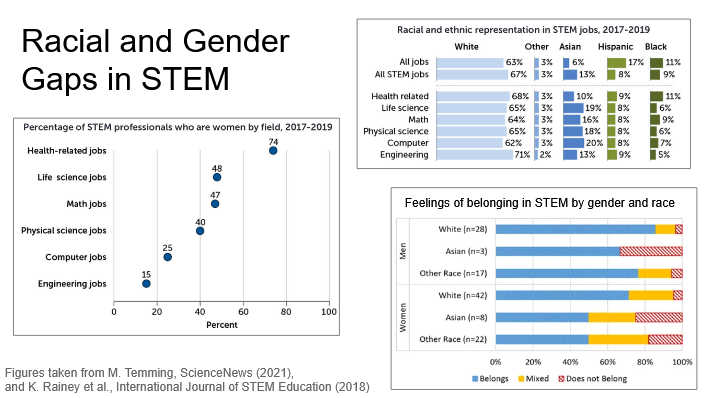 Racial and Gender
Gaps in STEM
Percentage of STEM professionals who are women by field, 2017-2019
Health-related jobs 74
Life science jobs 48
Math jobs 47
Physical science jobs 40
Computer jobs 25
Engineering jobs 15
0 20 40 60 80 100
Percent
Racial and ethnic representation in STEM jobs, 2017-2019
White Other Asian Hispanic Black
All jobs 63% 3% 6% 17% 11%
All STEM jobs 67% 3% 13% 8% 9%
Health related 68% 3% 10% 9% 11%
Life science 65% 3% 19% 8% 6%
Math 64% 3% 16% 8% 9%
Physical science 65% 3% 18% 8% 6%
Computer 62% 3% 20% 8% 7%
Engineering 71% 2% 13% 9% 5%
Feelings of belonging in STEM by gender and race
Men
White (n=28)
Asian (n=3)
Other Race (n=17)
Women
White (n=42)
Asian (n=8)
Other Race (n=22)
0% 20% 40% 60% 80% 100%
Belongs Mixed Does not Belong
Figures taken from M. Temming, ScienceNews (2021),
and K. Rainey et al., International Journal of STEM Education (2018)